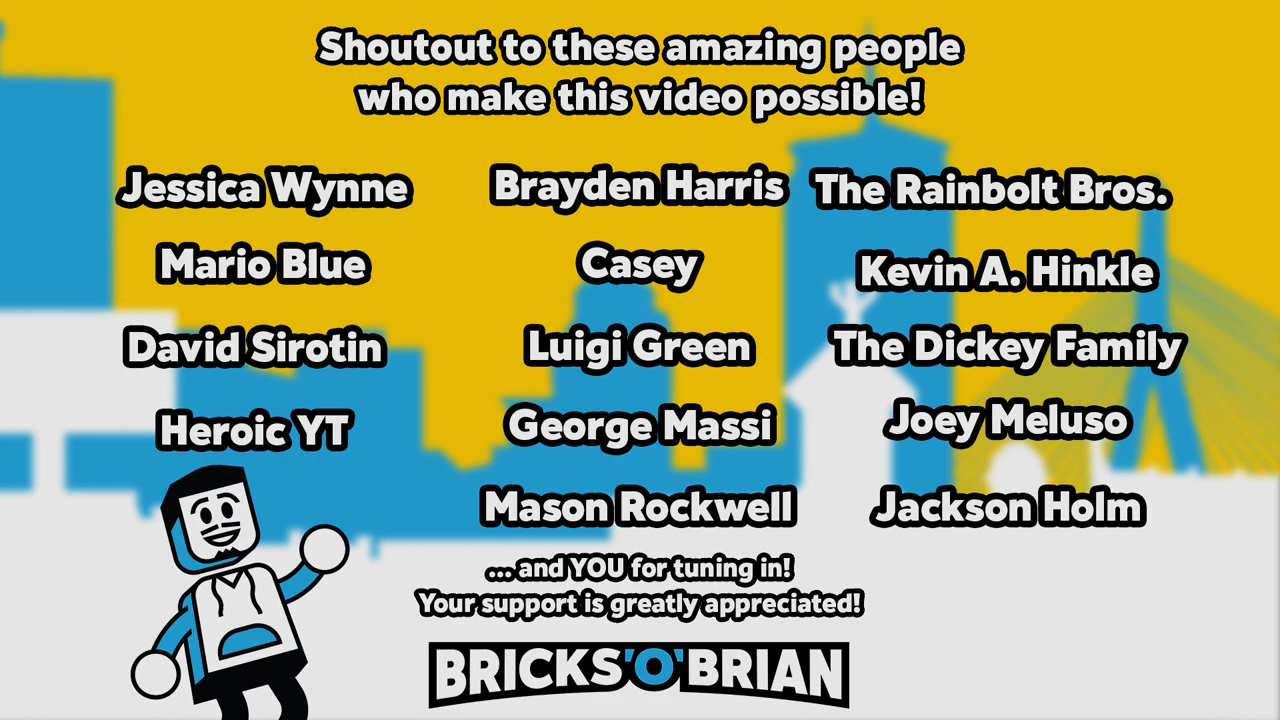 Shoutout to these amazing people
who make this video possible!
Jessica Wynne
Mario Blue
David Sirotin
Heroic YT
Brayden Harris
Casey
Luigi Green
George Massi
Mason Rockwell
The Rainbolt Bros.
Kevin A. Hinkle
The Dickey Family
Joey Meluso
Jackson Holm
... and YOU for tuning in!
Your support is greatly appreciated!
BRICKS'O'BRIAN